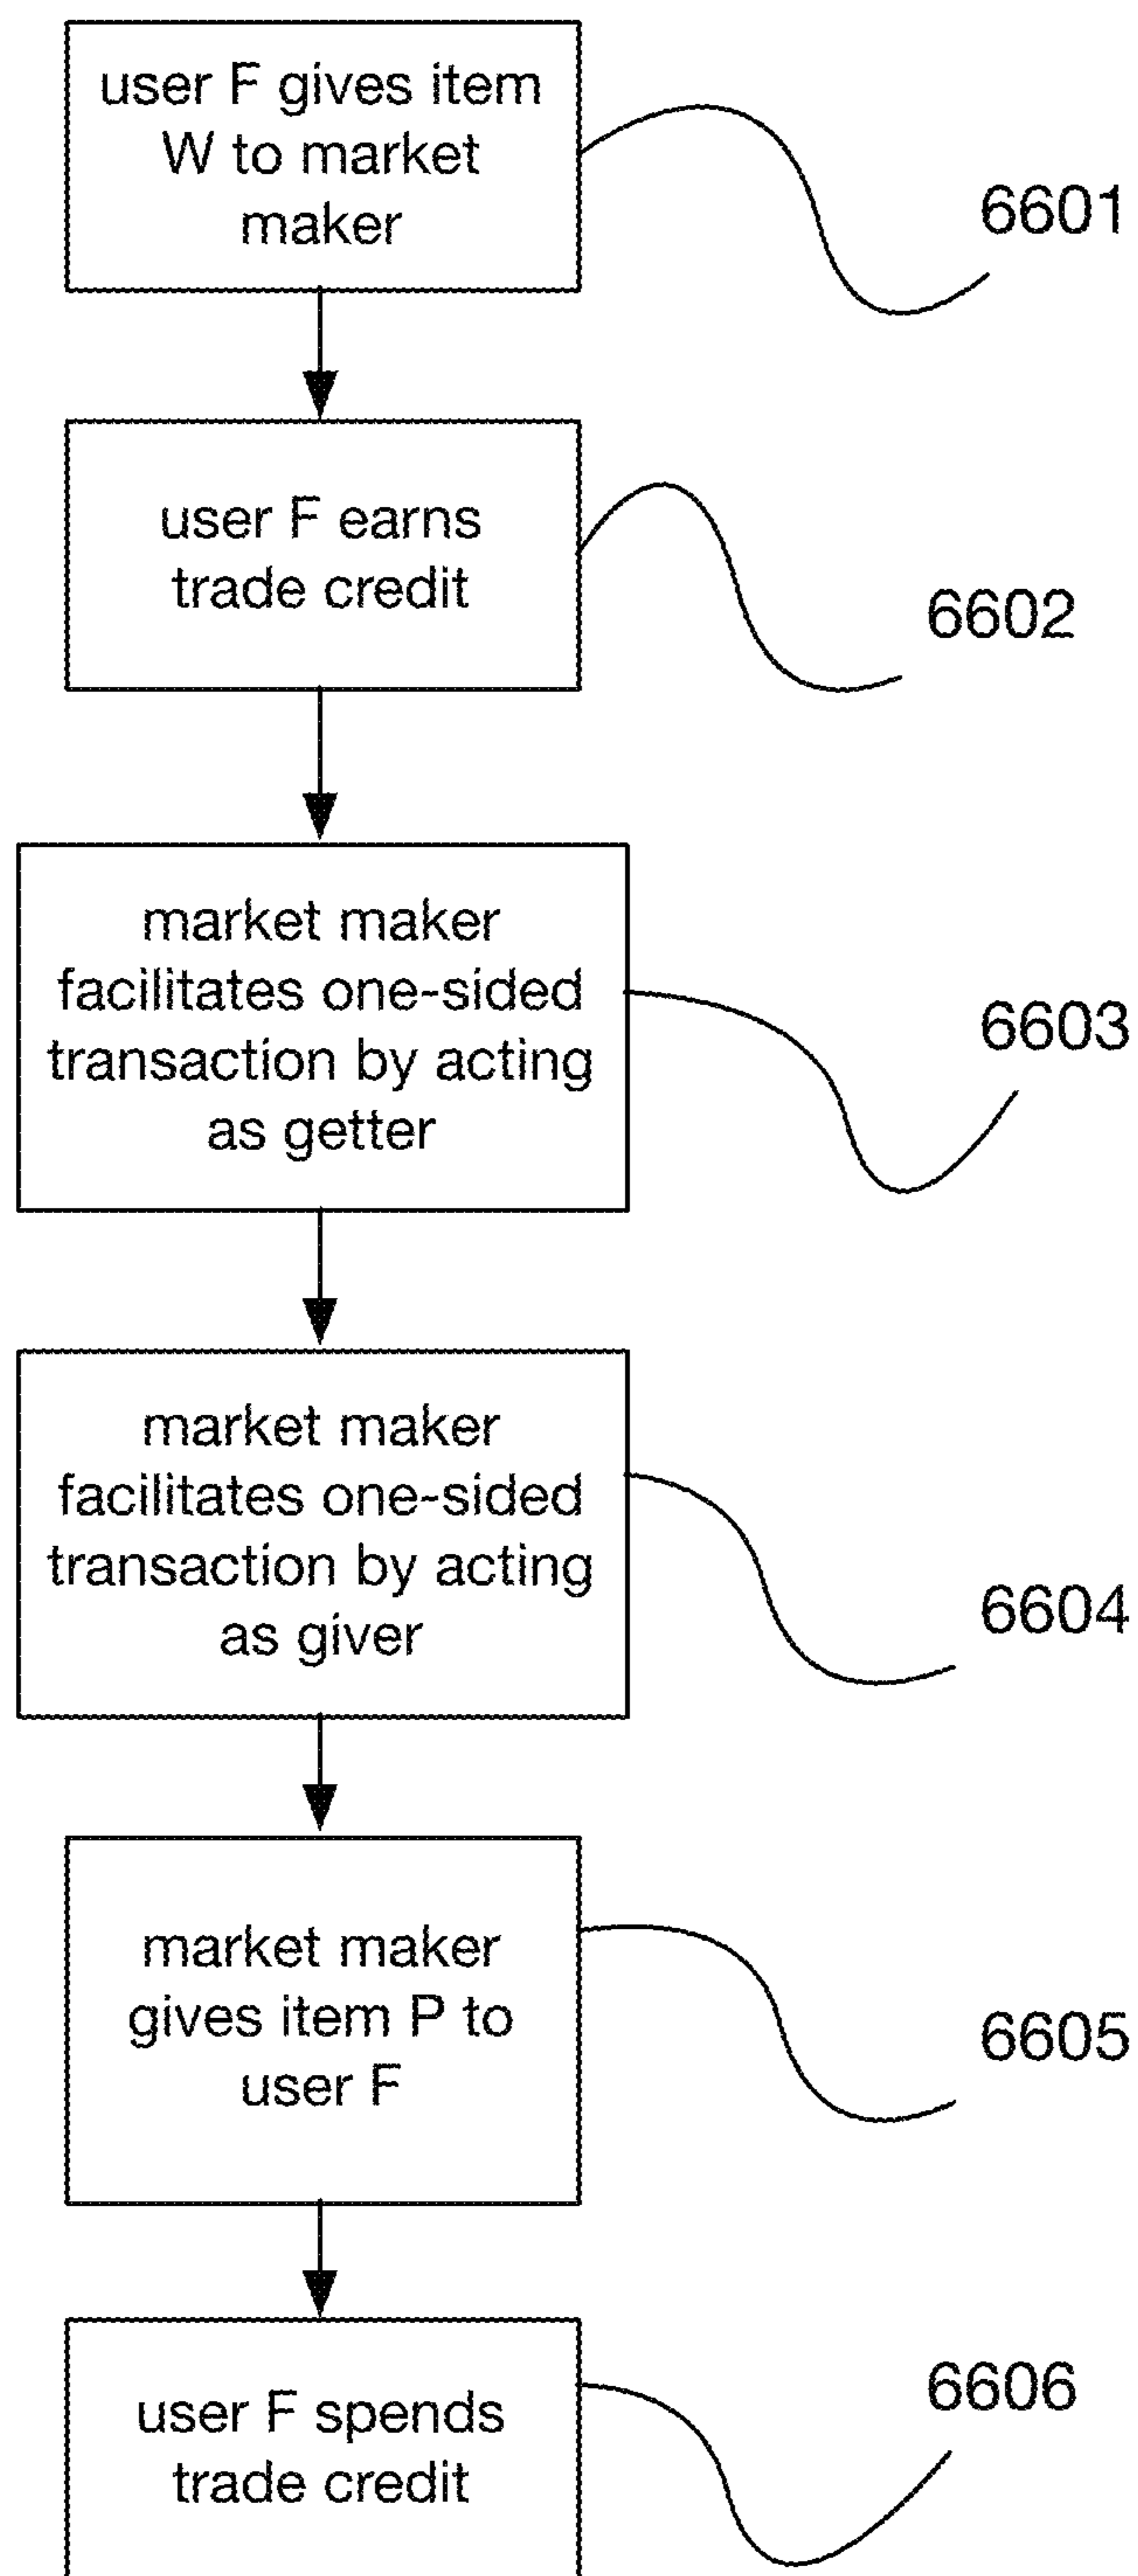 user F gives item
W to market
maker
6601
user F earns
trade credit
6602
market maker
facilitates one-sided
transaction by acting
as getter
6603
market maker
facilitates one-sided
transaction by acting
as giver
6604
market maker
gives item P to
user F
6605
user F spends
trade credit
6606